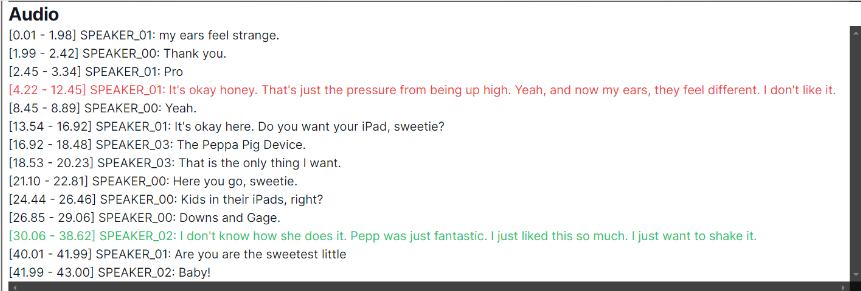 Audio
[0.01 - 1.98] SPEAKER_01: my ears feel strange.
[1.99 - 2.42] SPEAKER_00: Thank you.
[2.45 - 3.34] SPEAKER_01: Pro
[4.22 - 12.45] SPEAKER_01: It's okay honey. That's just the pressure from being up high. Yeah, and now my ears, they feel different. I don't like it.
[8.45 - 8.89] SPEAKER_00: Yeah.
[13.54 - 16.92] SPEAKER_01: It's okay here. Do you want your iPad, sweetie?
[16.92 - 18.48] SPEAKER_03: The Peppa Pig Device.
[18.53 - 20.23] SPEAKER_03: That is the only thing I want.
[21.10 - 22.81] SPEAKER_00: Here you go, sweetie.
[24.44 - 26.46] SPEAKER_00: Kids in their iPads, right?
[26.85 - 29.06] SPEAKER_00: Downs and Gage.
[30.06 - 38.62] SPEAKER_02: I don't know how she does it. Pepp was just fantastic. I just liked this so much. I just want to shake it.
[40.01 - 41.99] SPEAKER_01: Are you are the sweetest little
[41.99 - 43.00] SPEAKER_02: Baby!